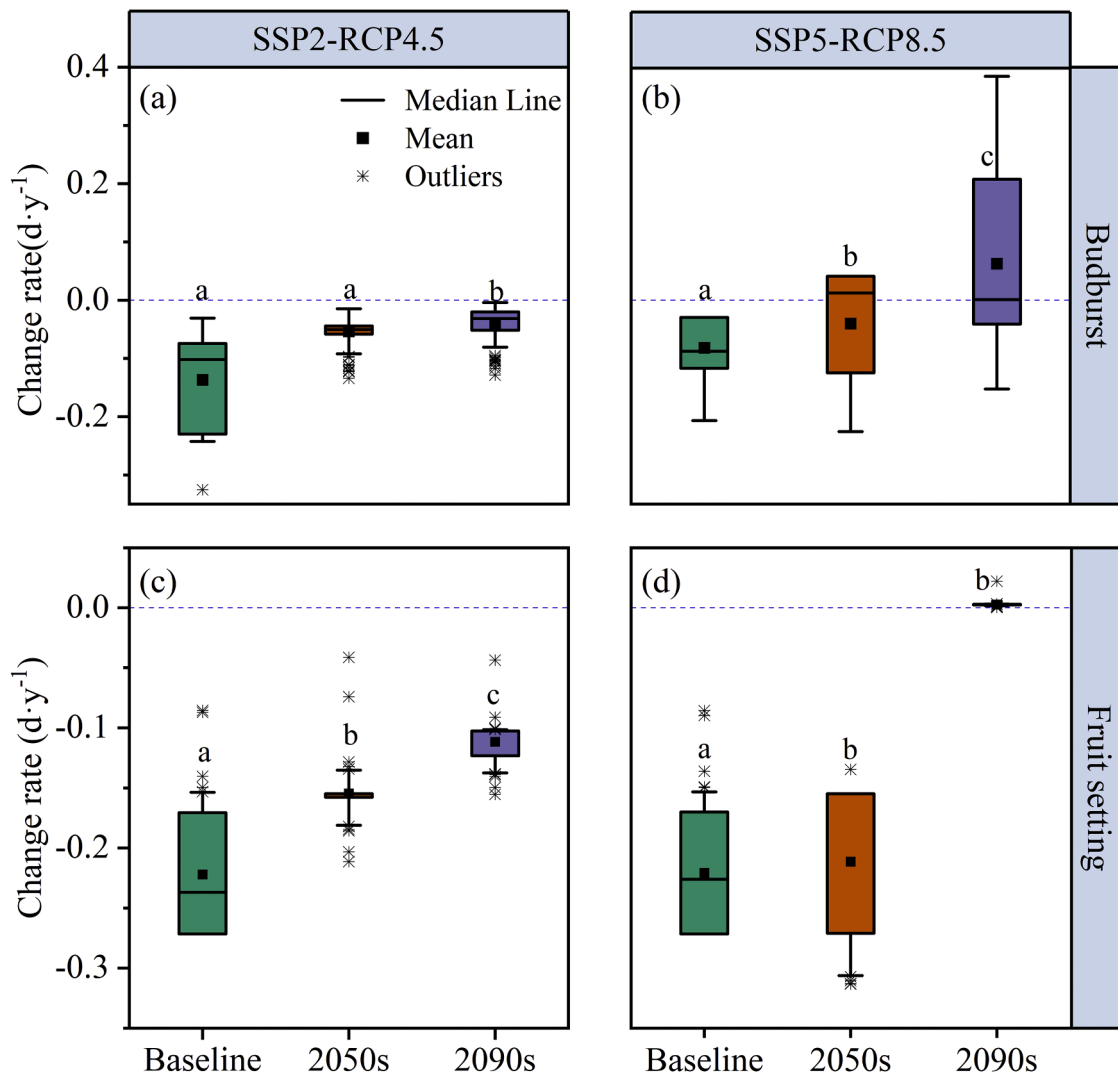 SSP2-RCP4.5
SSP5-RCP8.5
(a)
Median Line
Mean
Outliers
0.4
0.2
0.0
-0.2
Change rate(d·y⁻¹)
a
a
b
(b)
a
b
c
Budburst
(c)
0.0
-0.1
-0.2
-0.3
Change rate (d·y⁻¹)
a
b
c
(d)
a
b
b
Fruit setting
Baseline
2050s
2090s
Baseline
2050s
2090s